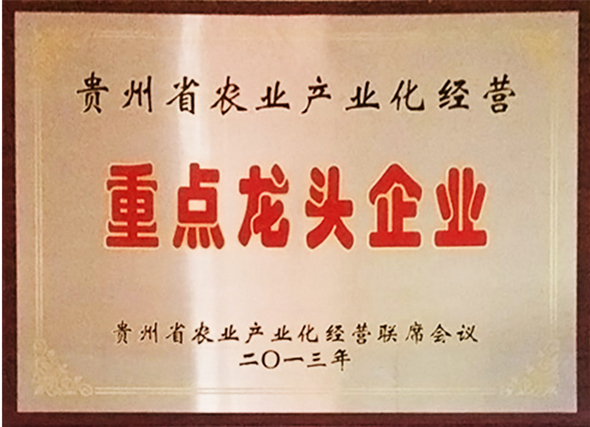 贵州省农业产业化经营
重点龙头企业
贵州省农业产业化经营联席会议
二〇一三年